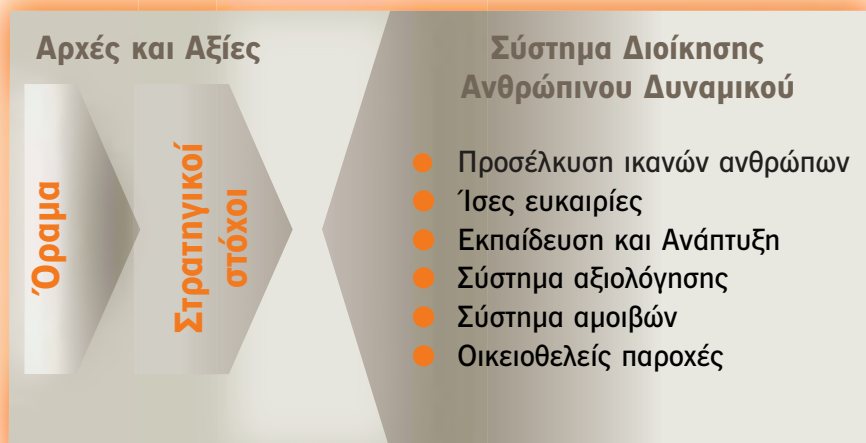 Αρχές και Αξίες
Όραμα
Στρατηγικοί
στόχοι
Σύστημα Διοίκησης
Ανθρώπινου Δυναμικού
Προσέλκυση ικανών ανθρώπων
Ίσες ευκαιρίες
Εκπαίδευση και Ανάπτυξη
Σύστημα αξιολόγησης
Σύστημα αμοιβών
Οικειοθελείς παροχές